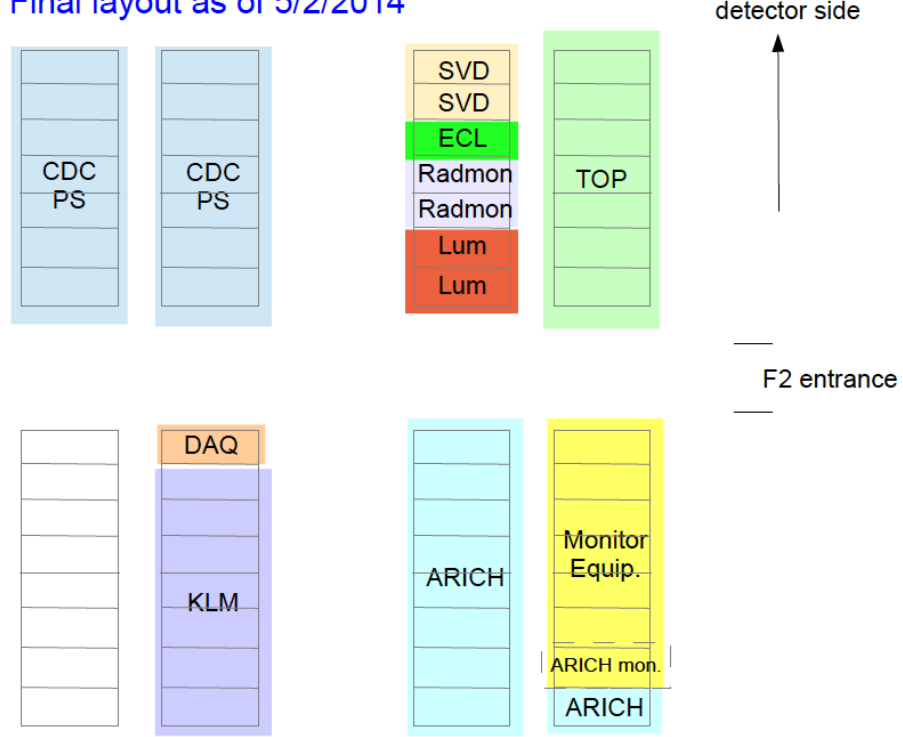 Final layout as of 5/2/2014
detector side
CDC
PS
CDC
PS
SVD
SVD
ECL
Radmon
Radmon
Lum
Lum
TOP
F2 entrance
DAQ
KLM
ARICH
Monitor
Equip.
ARICH mon.
ARICH